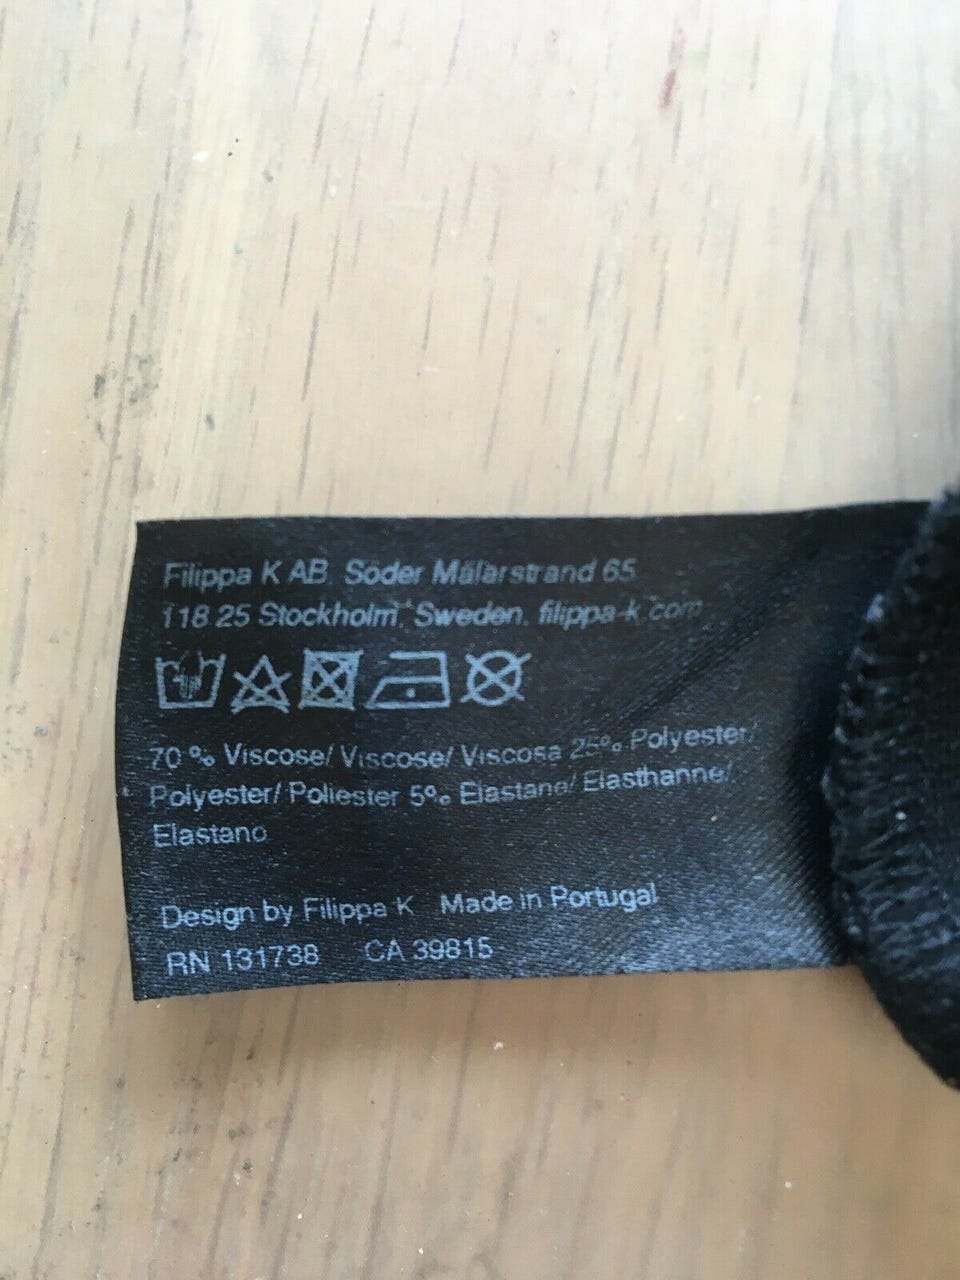 Filippa K AB. Söder Mälarstrand 65
118 25 Stockholm, Sweden. filippa-k.com
70 % Viscose/ Viscose/ Viscosa 25% Polyester/
Polyester/ Poliester 5% Elastane/ Elasthanne/
Elastano
Design by Filippa K Made in Portugal
RN 131738 CA 39815